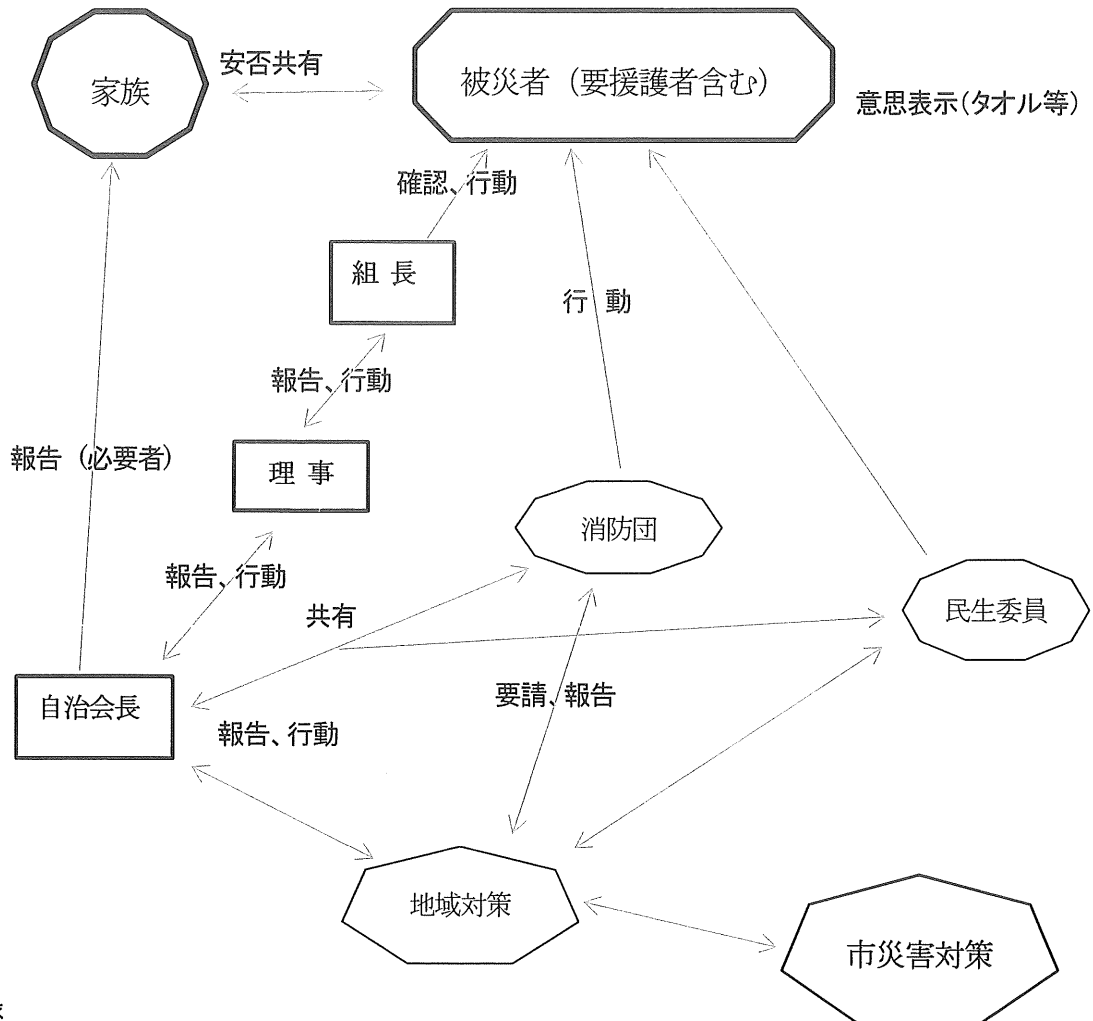 家族
安否共有
被災者（要援護者含む）
意思表示（タオル等）
確認、行動
組 長
行 動
報告、行動
報告（必要者）
理 事
消防団
報告、行動
共有
民生委員
自治会長
要請、報告
報告、行動
地域対策
市災害対策